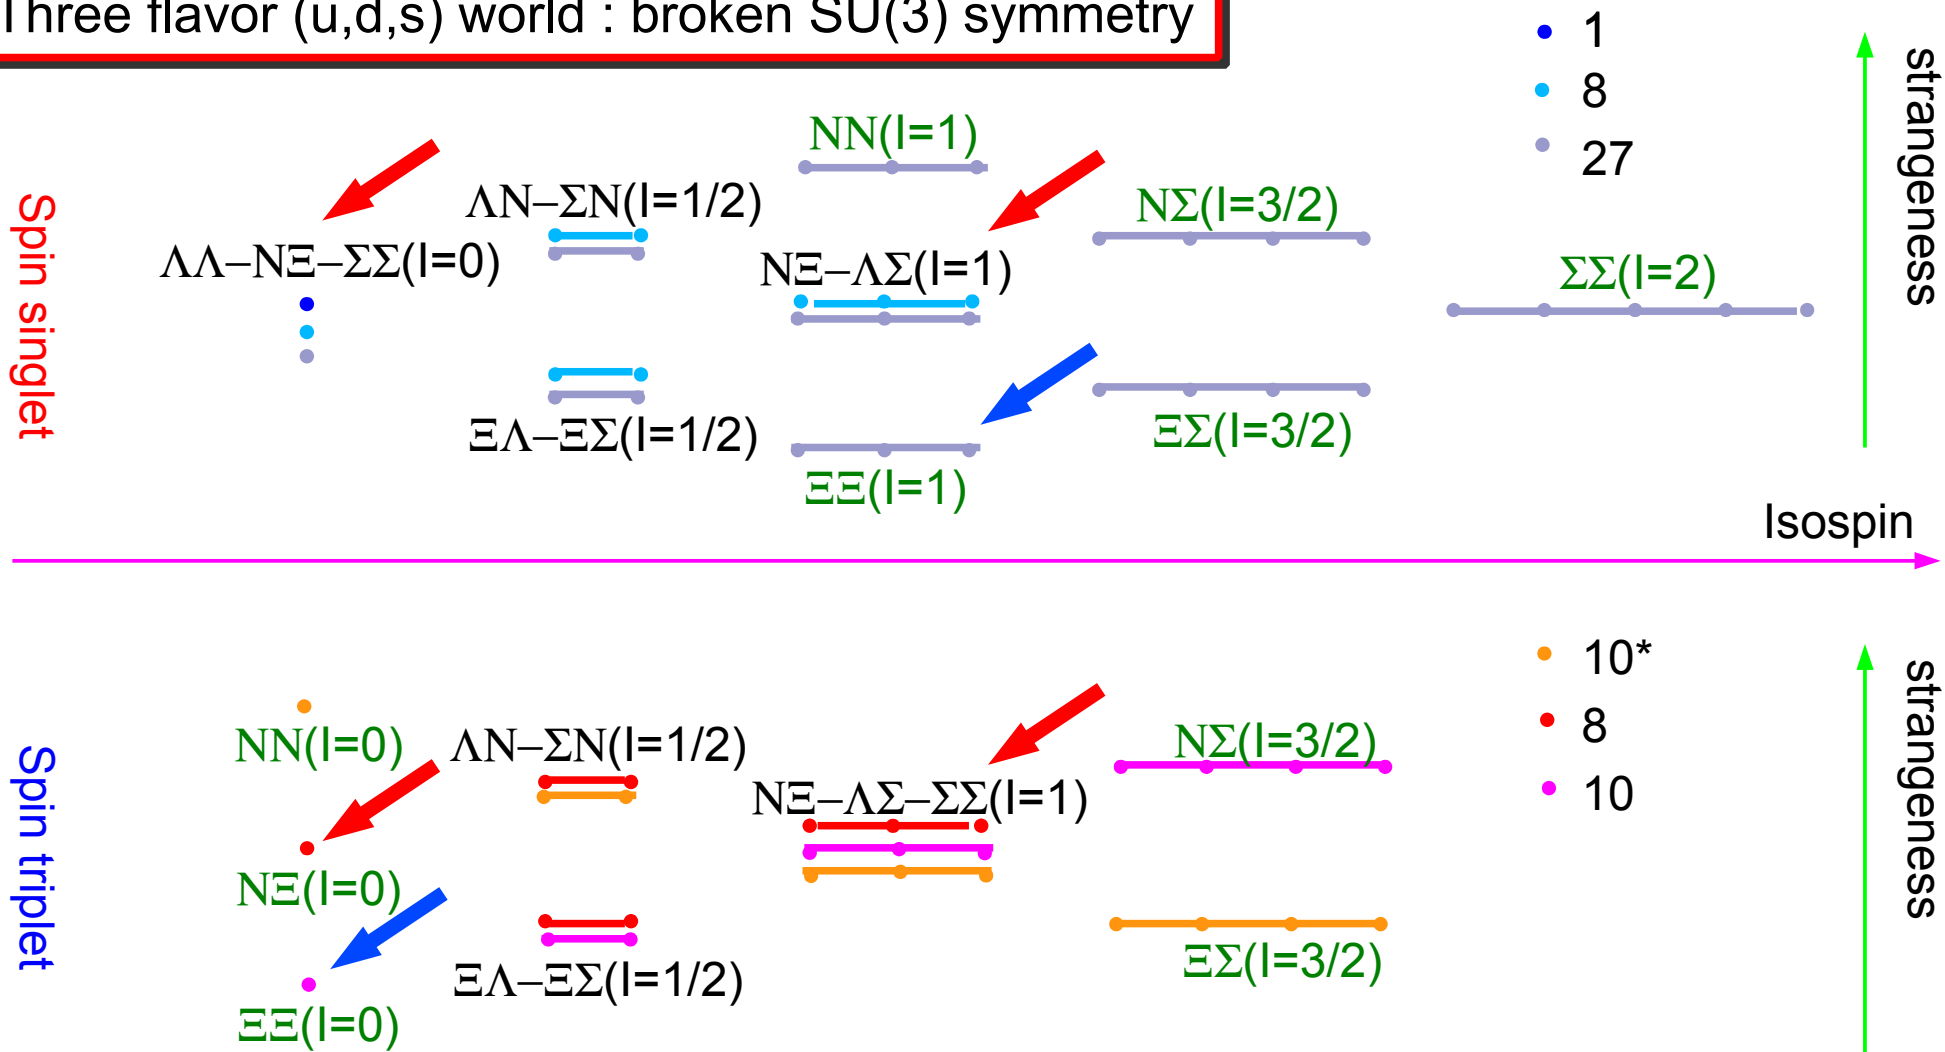 Three flavor (u,d,s) world : broken SU(3) symmetry
1
8
27
strangeness
Spin singlet
NN(I=1)
ΛN–ΣN(I=1/2)
NΣ(I=3/2)
ΛΛ–NΞ–ΣΣ(I=0)
NΞ–ΛΣ(I=1)
ΣΣ(I=2)
ΞΛ–ΞΣ(I=1/2)
ΞΣ(I=3/2)
ΞΞ(I=1)
Isospin
10*
8
10
strangeness
Spin triplet
NN(I=0)
ΛN–ΣN(I=1/2)
NΣ(I=3/2)
NΞ–ΛΣ–ΣΣ(I=1)
NΞ(I=0)
ΞΛ–ΞΣ(I=1/2)
ΞΣ(I=3/2)
ΞΞ(I=0)